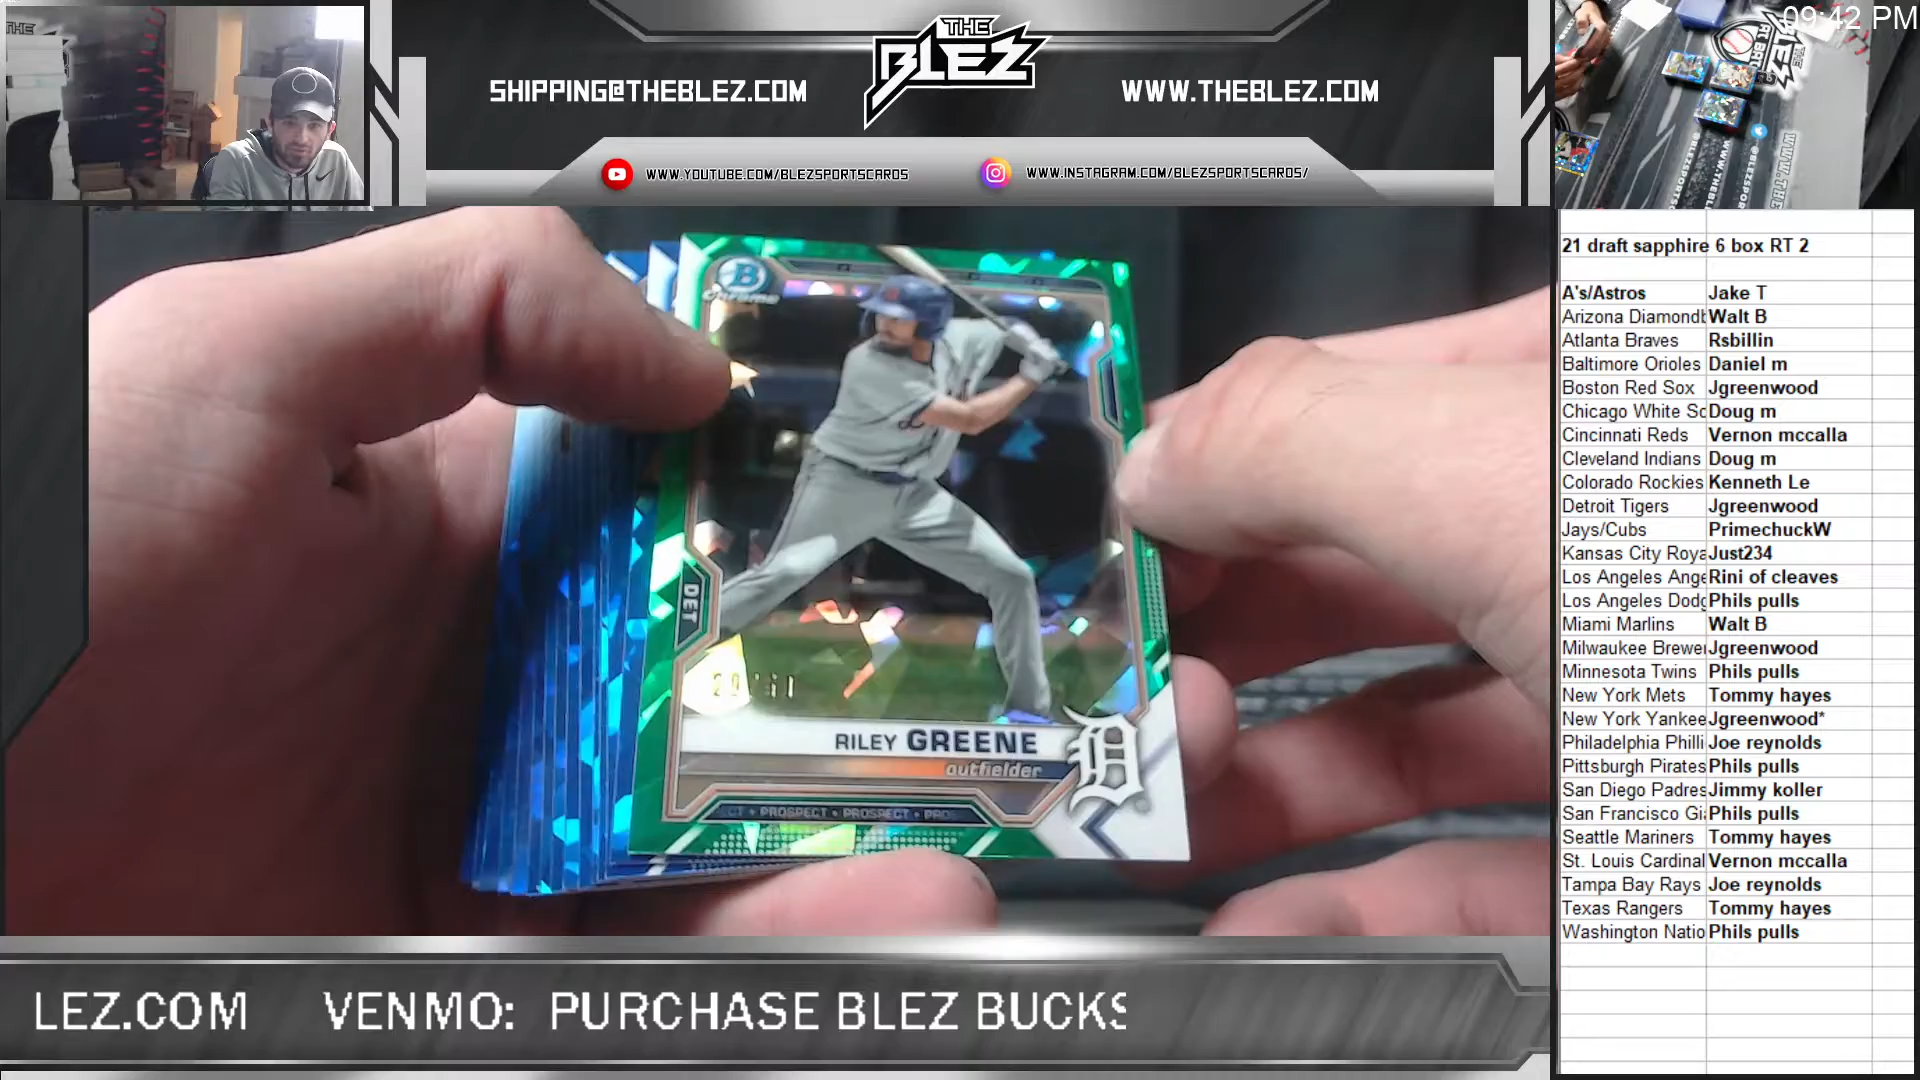 THE
BLEZ
SHIPPING@THEBLEZ.COM
WWW.THEBLEZ.COM
WWW.YOUTUBE.COM/BLEZSPORTSCARDS
WWW.INSTAGRAM.COM/BLEZSPORTSCARDS/
09:42 PM
B
Chrome
DET
RILEY GREENE
outfielder
CT • PROSPECT • PROSPECT • PRO
LEZ.COM VENMO: PURCHASE BLEZ BUCKS
21 draft sapphire 6 box RT 2
A's/Astros Jake T
Arizona Diamondb Walt B
Atlanta Braves Rsbillin
Baltimore Orioles Daniel m
Boston Red Sox Jgreenwood
Chicago White So Doug m
Cincinnati Reds Vernon mccalla
Cleveland Indians Doug m
Colorado Rockies Kenneth Le
Detroit Tigers Jgreenwood
Jays/Cubs PrimechuckW
Kansas City Roya Just234
Los Angeles Ange Rini of cleaves
Los Angeles Dodg Phils pulls
Miami Marlins Walt B
Milwaukee Brewer Jgreenwood
Minnesota Twins Phils pulls
New York Mets Tommy hayes
New York Yankee Jgreenwood*
Philadelphia Philli Joe reynolds
Pittsburgh Pirates Phils pulls
San Diego Padres Jimmy koller
San Francisco Gi Phils pulls
Seattle Mariners Tommy hayes
St. Louis Cardinal Vernon mccalla
Tampa Bay Rays Joe reynolds
Texas Rangers Tommy hayes
Washington Natio Phils pulls